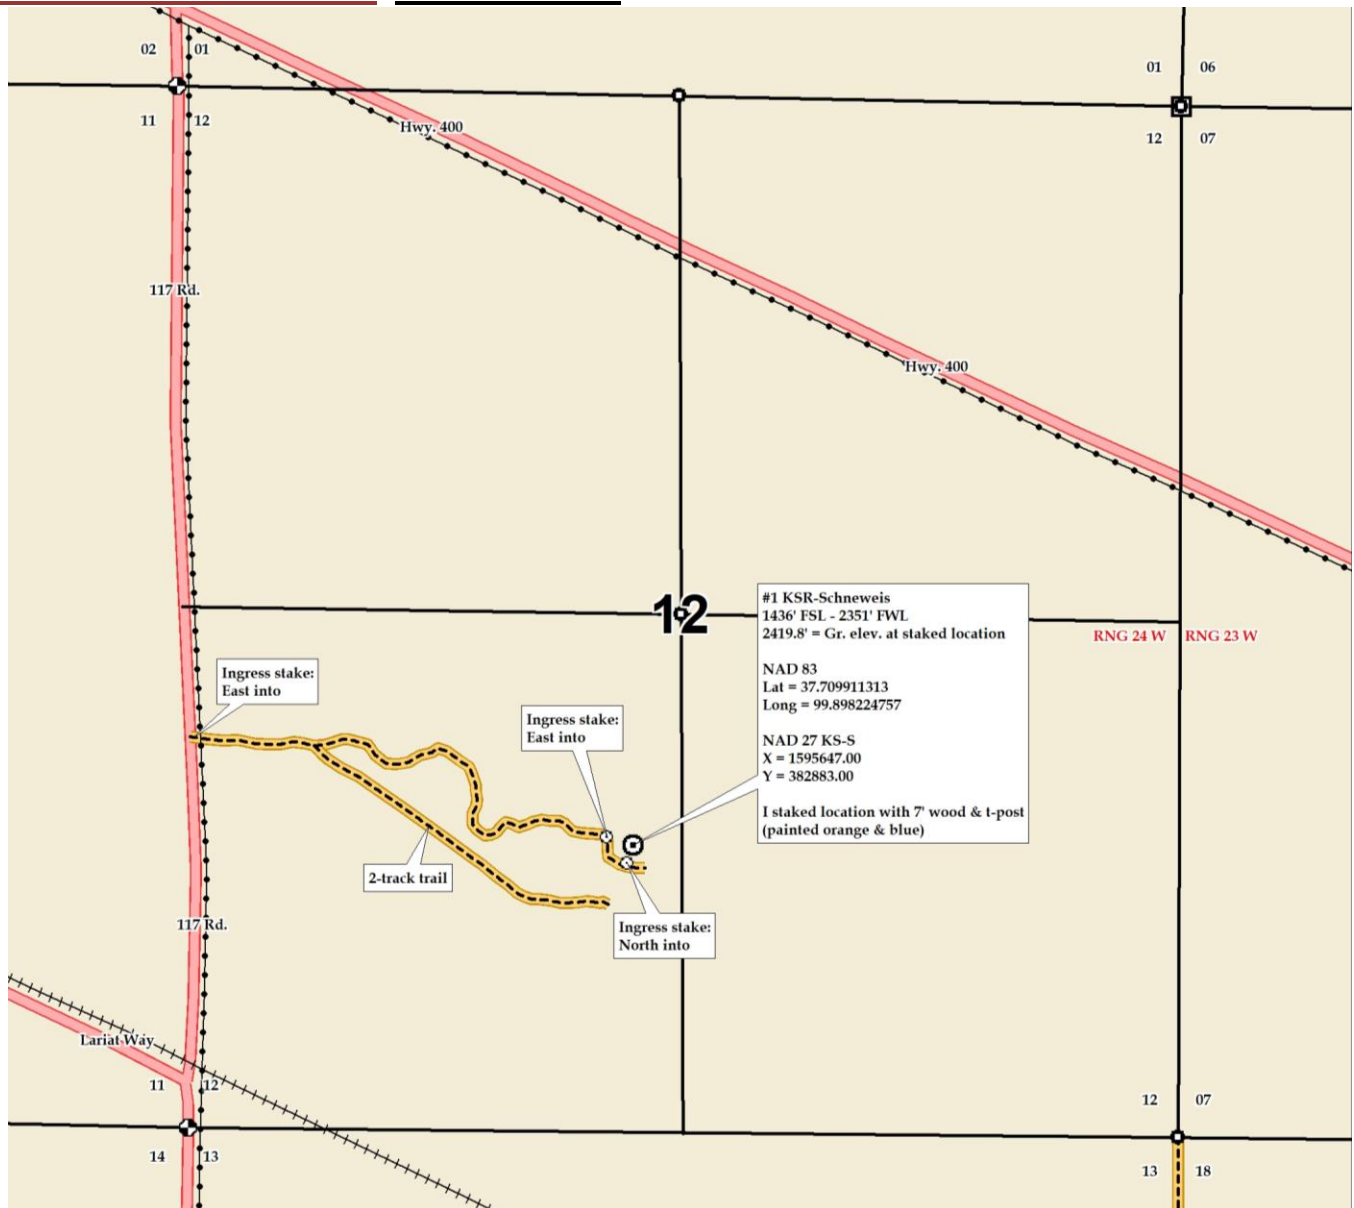 02 01
01 06
11 12
Hwy. 400
12 07
117 Rd.
Hwy. 400
12
#1 KSR-Schneweis
1436' FSL - 2351' FWL
2419.8' = Gr. elev. at staked location
NAD 83
Lat = 37.709911313
Long = 99.898224757
NAD 27 KS-S
X = 1595647.00
Y = 382883.00
I staked location with 7' wood & t-post
(painted orange & blue)
RNG 24 W RNG 23 W
Ingress stake:
East into
Ingress stake:
East into
2-track trail
Ingress stake:
North into
117 Rd.
Lariat Way
11 12
12 07
14 13
13 18